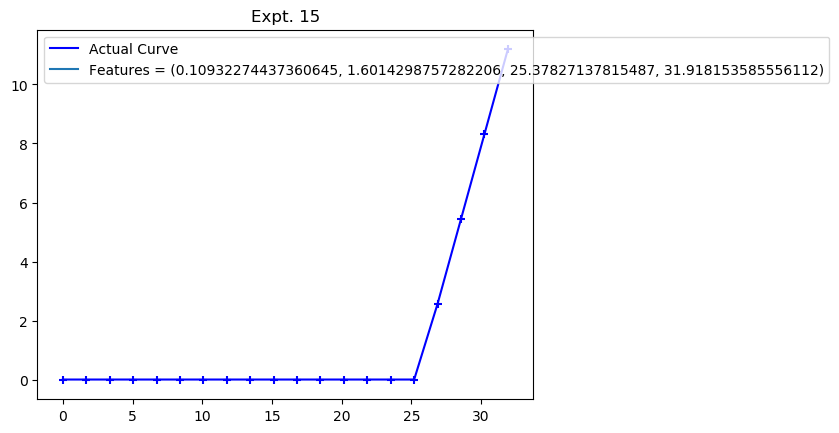 Expt. 15
Actual Curve
Features = (0.10932274437360645, 1.6014298757282206, 25.37827137815487, 31.918153585556112)
10
8
6
4
2
0
0 5 10 15 20 25 30